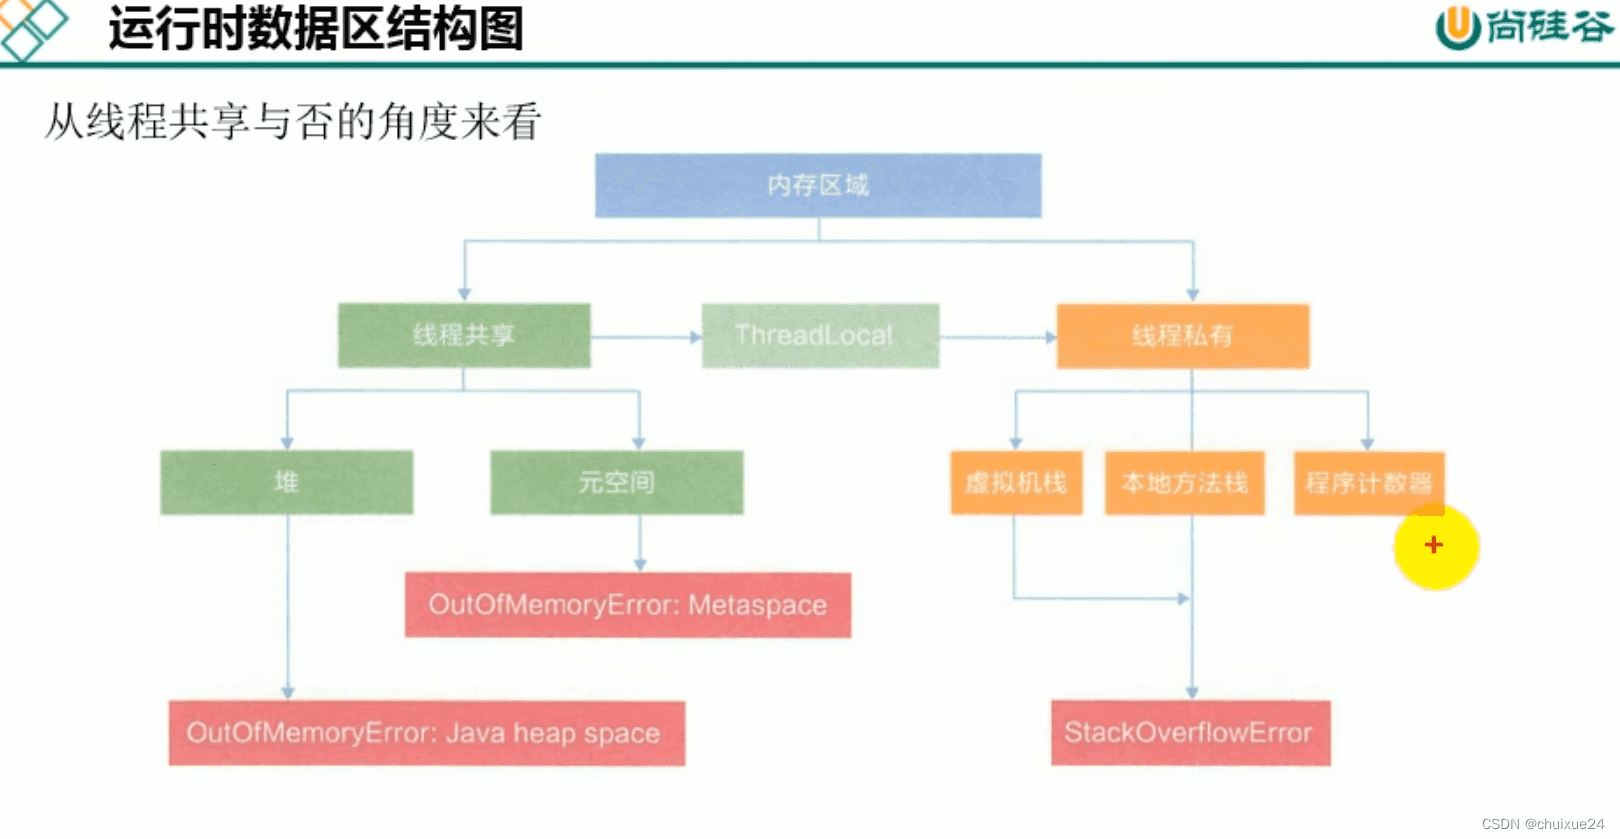 运行时数据区结构图
尚硅谷
从线程共享与否的角度来看
内存区域
线程共享
ThreadLocal
线程私有
堆
元空间
虚拟机栈
本地方法栈
程序计数器
OutOfMemoryError: Metaspace
OutOfMemoryError: Java heap space
StackOverflowError
CSDN @chuixue24